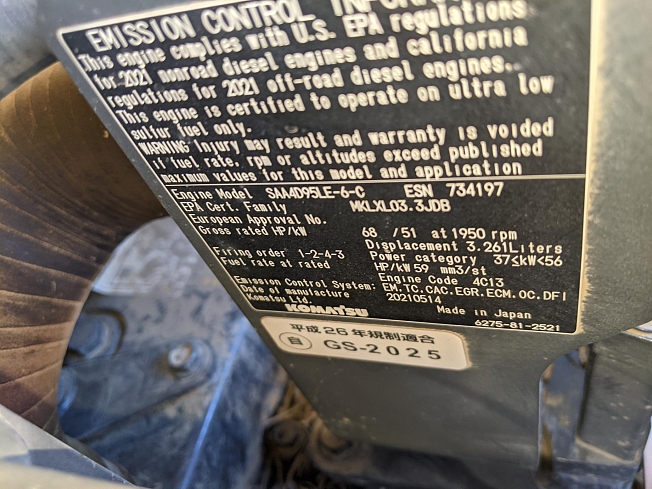 EMISSION CONTROL
This engine complies with U.S. EPA regulations
for 2021 nonroad diesel engines and california
regulations for 2021 off-road diesel engines.
This engine is certified to operate on ultra low
sulfur fuel only.
WARNING: Injury may result and warranty is voided
if fuel rate, rpm or altitudes exceed published
maximum values for this model and application
Engine Model SAA4D95LE-6-C ESN 734197
EPA Cert. Family MKLXL03.3JDB
European Approval No.
Gross rated HP/kW 68 /51 at 1950 rpm
Displacement 3.261Liters
Firing order 1-2-4-3 Power category 37≤kW<56
Fuel rate at rated HP/kW 59 mm3/st
Engine Code 4C13
Emission Control System: EM.TC.CAC.EGR.ECM.OC.DFI
Date of manufacture 20210514
Komatsu Ltd. Made in Japan
KOMATSU 6275-81-2521
平成26年規制適合
自 GS-2025